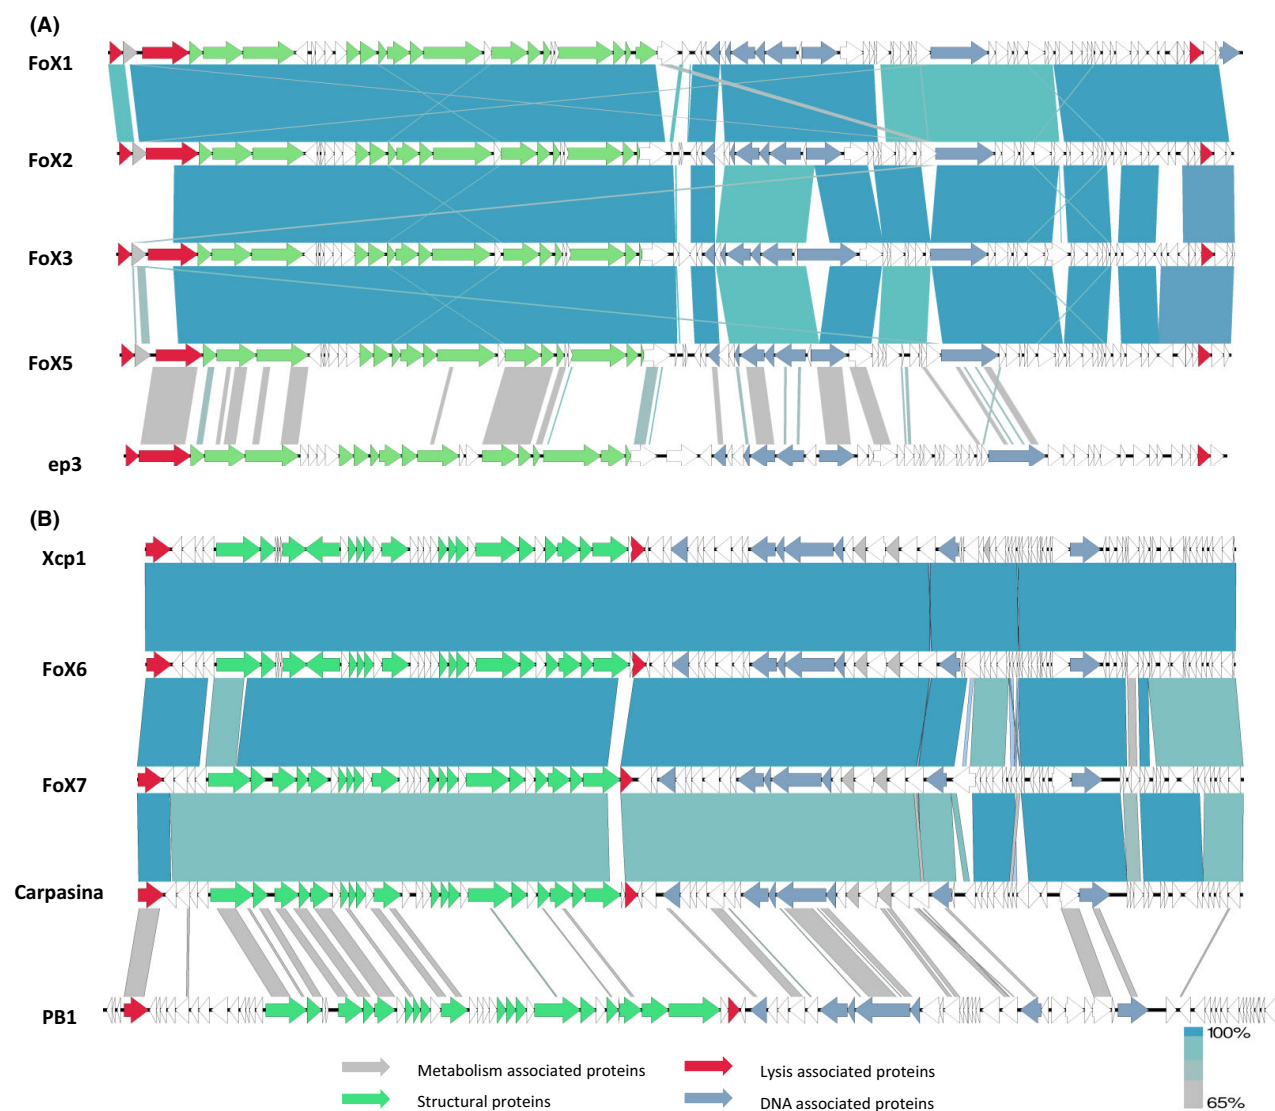 (A)
FoX1
FoX2
FoX3
FoX5
ep3
(B)
Xcp1
FoX6
FoX7
Carpasina
PB1
100%
65%
Metabolism associated proteins
Lysis associated proteins
Structural proteins
DNA associated proteins